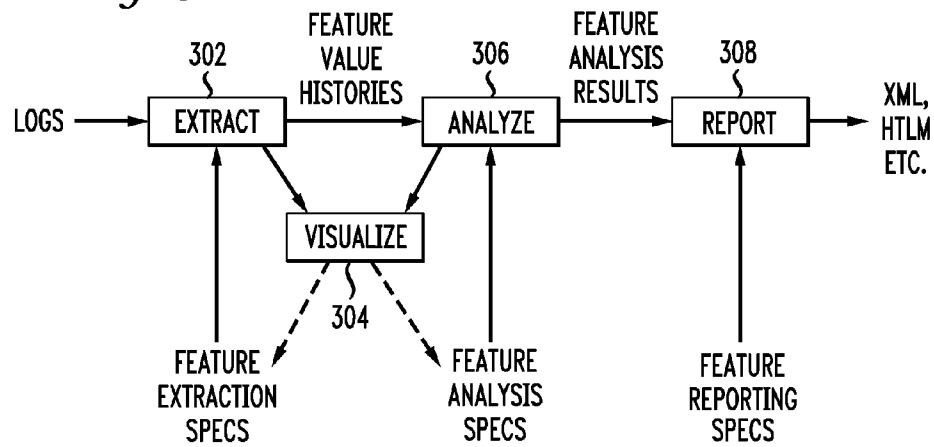 302
FEATURE
VALUE
HISTORIES
306
FEATURE
ANALYSIS
RESULTS
308
LOGS
EXTRACT
ANALYZE
REPORT
XML,
HTLM
ETC.
VISUALIZE
304
FEATURE
EXTRACTION
SPECS
FEATURE
ANALYSIS
SPECS
FEATURE
REPORTING
SPECS